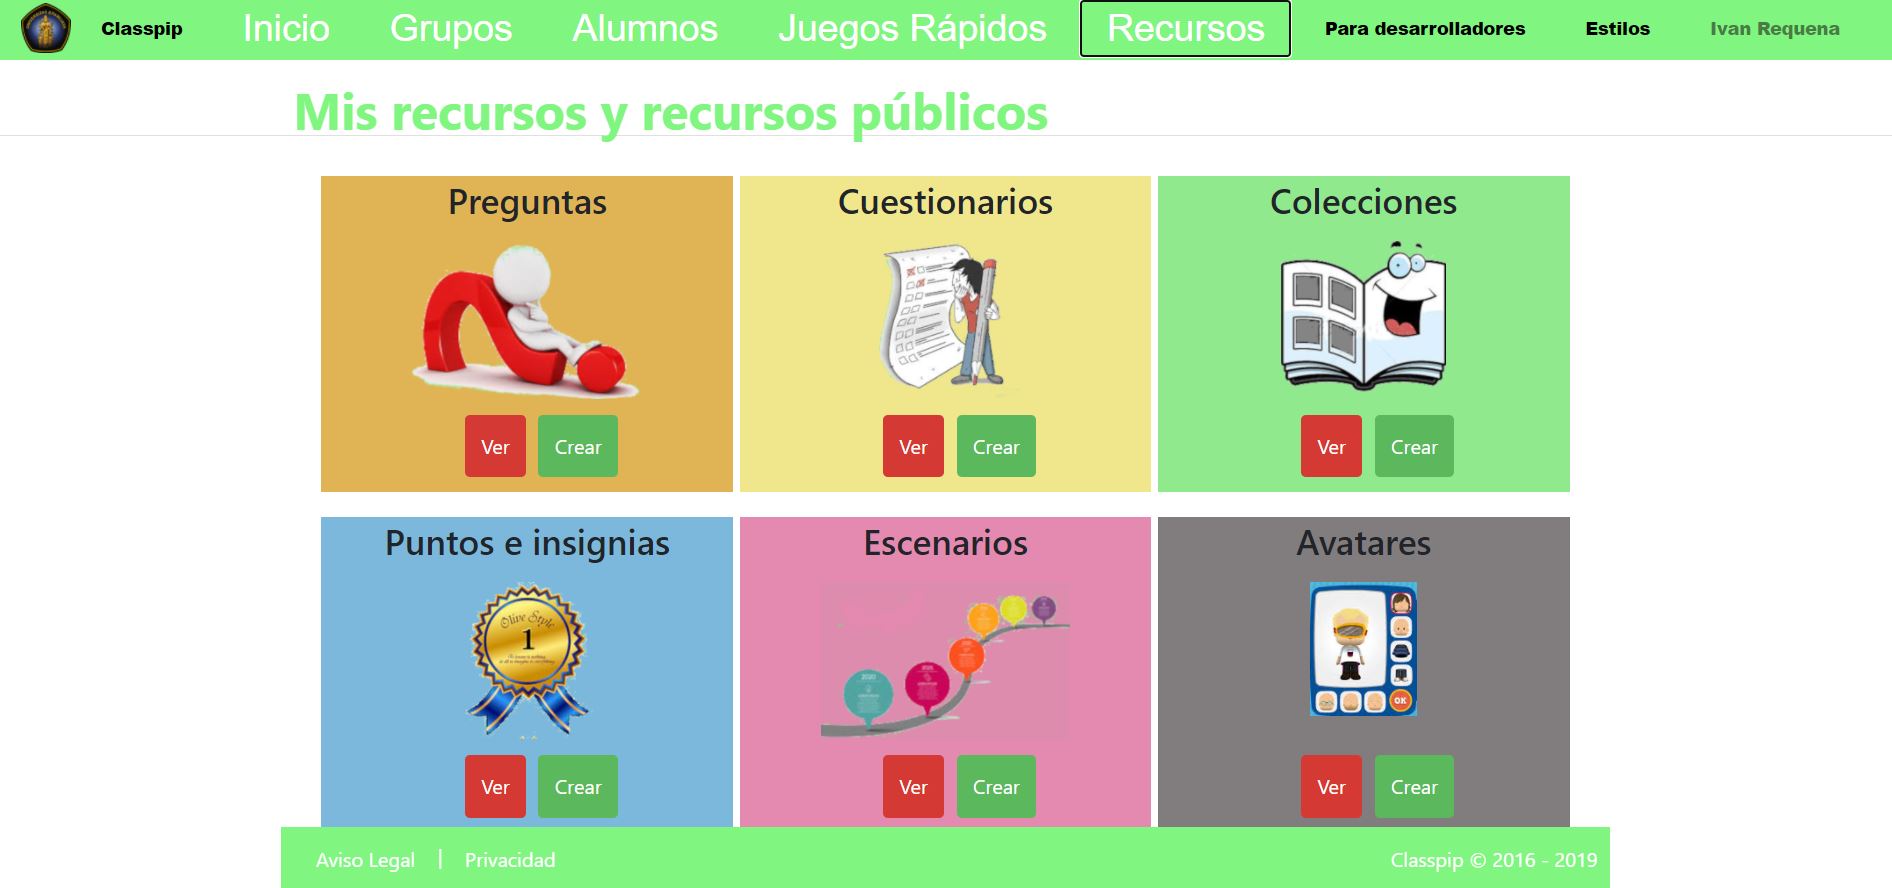 Classpip Inicio Grupos Alumnos Juegos Rápidos Recursos Para desarrolladores Estilos Ivan Requena
Mis recursos y recursos públicos
Preguntas
Ver Crear
Cuestionarios
Ver Crear
Colecciones
Ver Crear
Puntos e insignias
Olive Style
1
Ver Crear
Escenarios
2020
Ver Crear
Avatares
OK
Ver Crear
Aviso Legal | Privacidad
Classpip © 2016 - 2019